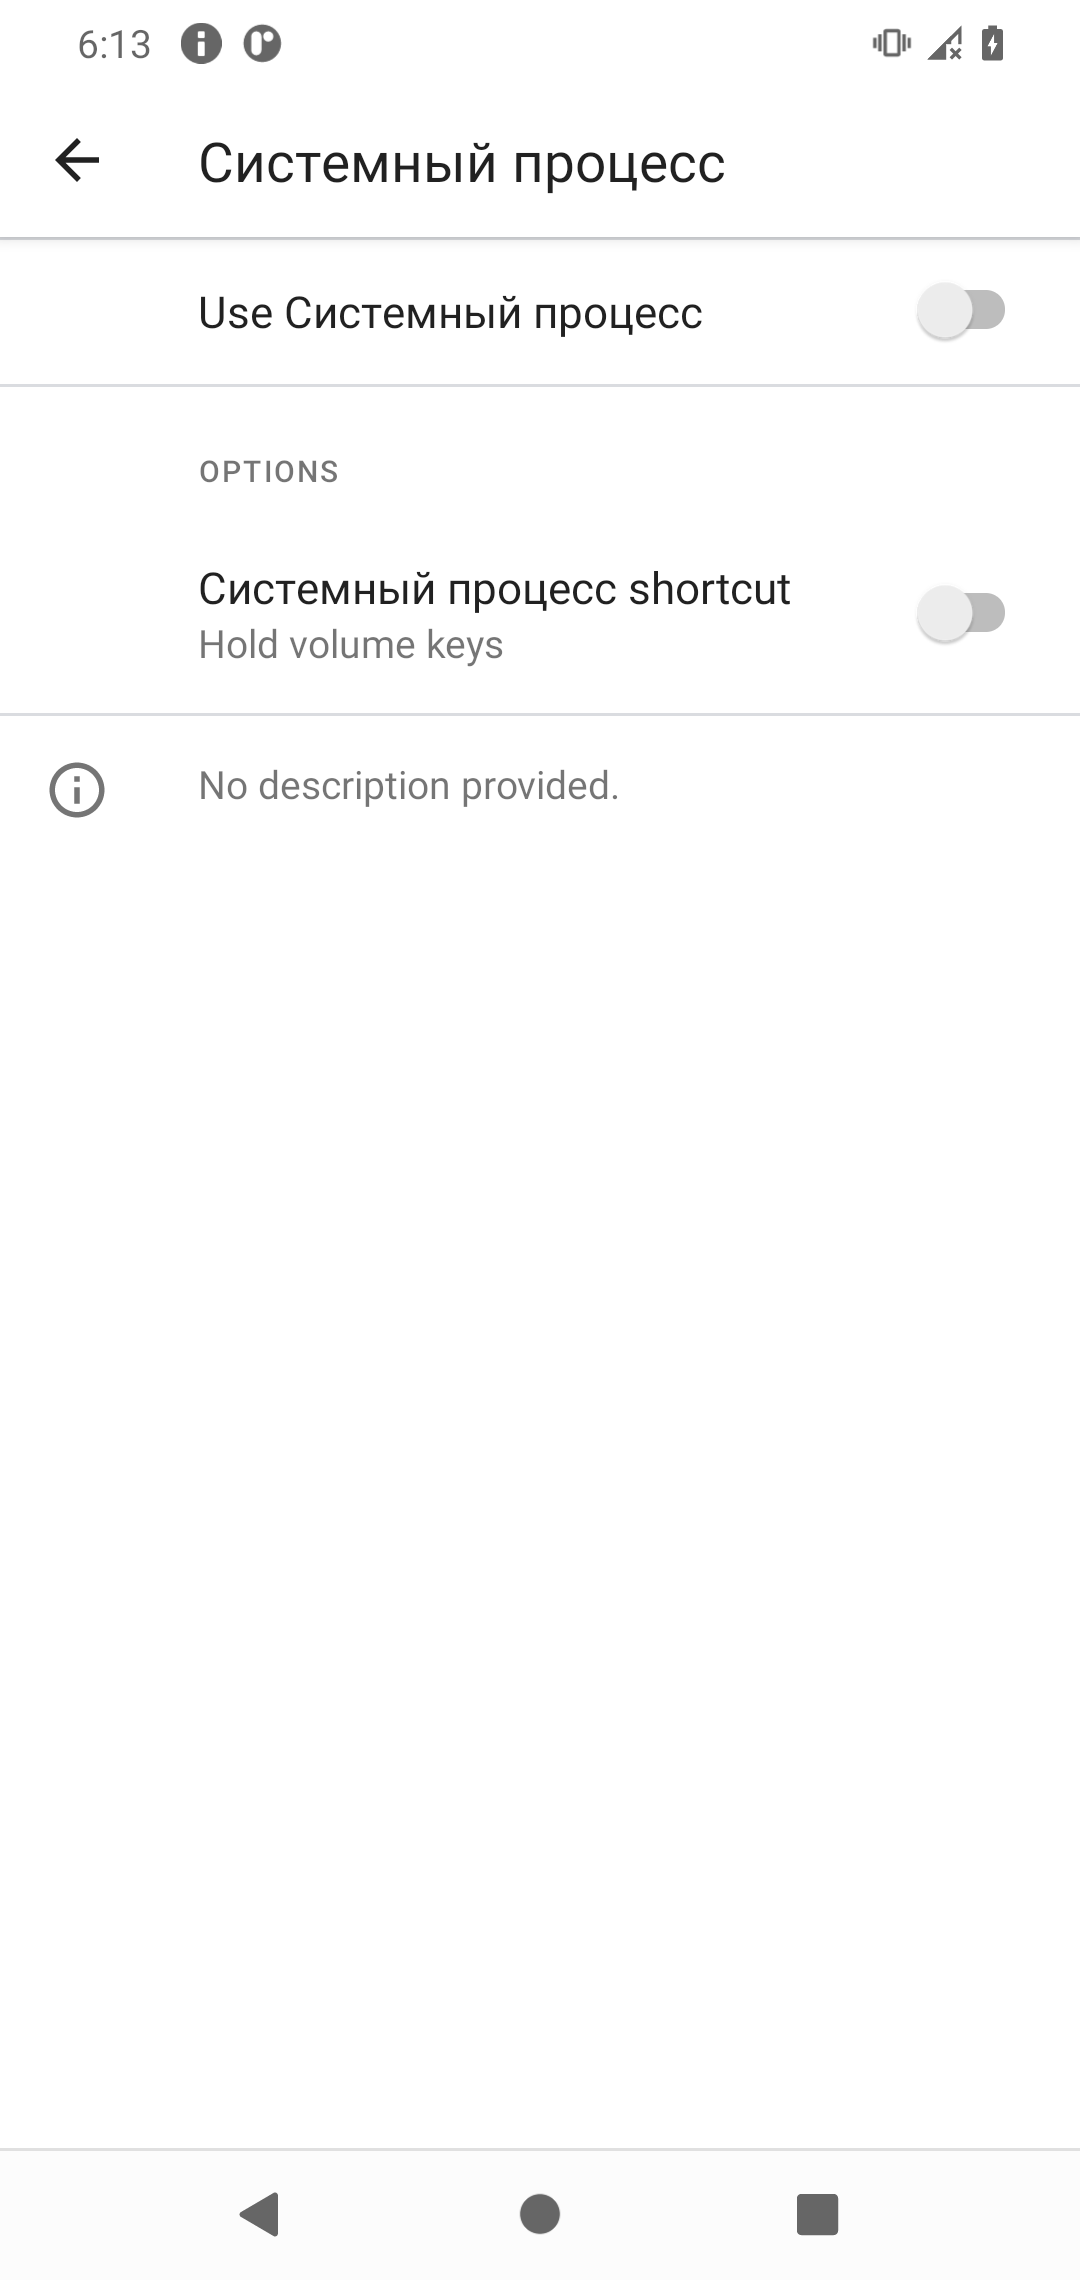 6:13
Системный процесс
Use Системный процесс
OPTIONS
Системный процесс shortcut
Hold volume keys
No description provided.